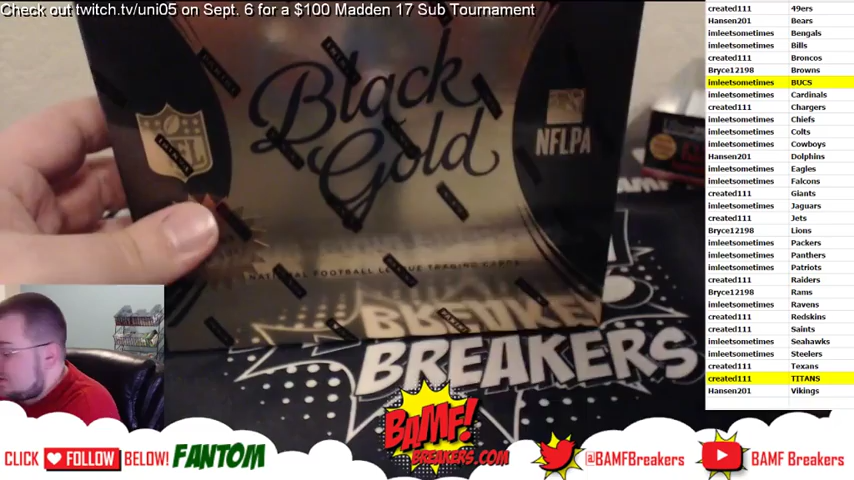 Check out twitch.tv/uni05 on Sept. 6 for a $100 Madden 17 Sub Tournament
Black
Gold
NFL
NFLPA
NATIONAL FOOTBALL LEAGUE TRADING CARDS
BREAKERS
created111 49ers
Hansen201 Bears
imleetsometimes Bengals
imleetsometimes Bills
created111 Broncos
Bryce12198 Browns
imleetsometimes BUCS
imleetsometimes Cardinals
created111 Chargers
imleetsometimes Chiefs
imleetsometimes Colts
imleetsometimes Cowboys
Hansen201 Dolphins
imleetsometimes Eagles
imleetsometimes Falcons
created111 Giants
imleetsometimes Jaguars
created111 Jets
Bryce12198 Lions
imleetsometimes Packers
imleetsometimes Panthers
imleetsometimes Patriots
created111 Raiders
Bryce12198 Rams
imleetsometimes Ravens
created111 Redskins
created111 Saints
imleetsometimes Seahawks
imleetsometimes Steelers
created111 Texans
created111 TITANS
Hansen201 Vikings
CLICK FOLLOW BELOW! FANTOM
BAMF!
BREAKERS.COM
@BAMFBreakers
BAMF Breakers